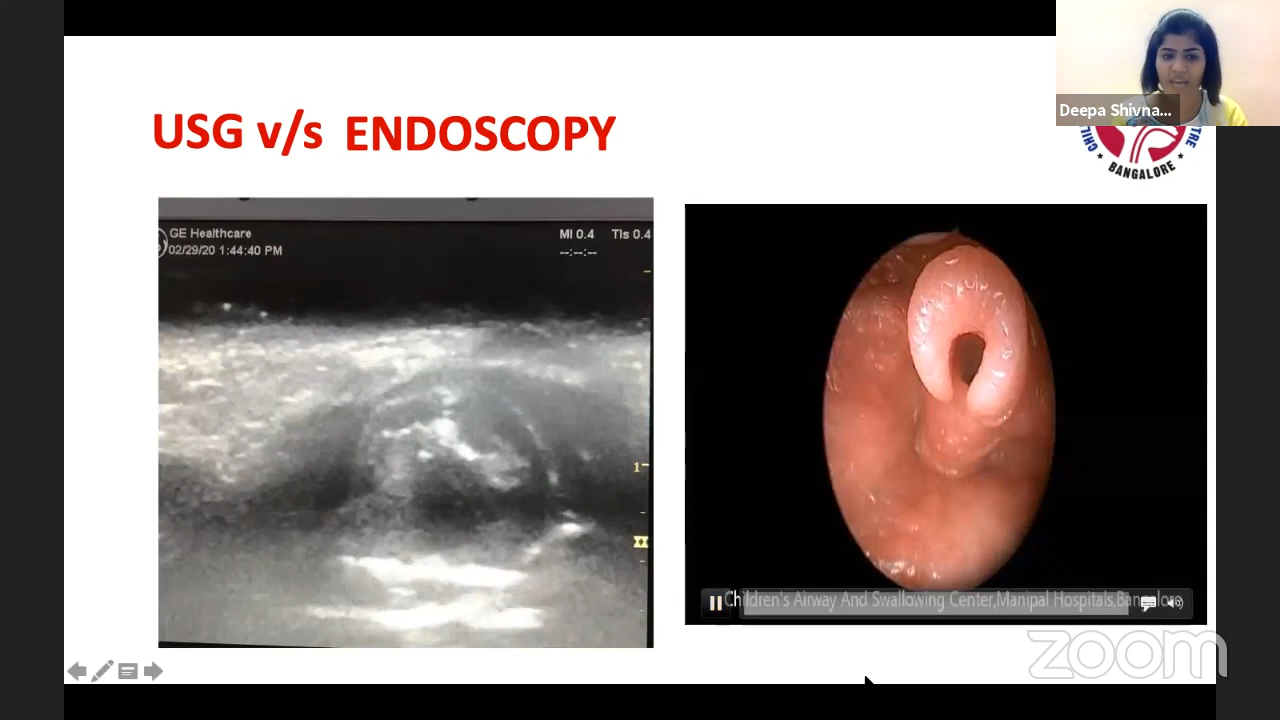 Deepa Shivna...
USG v/s ENDOSCOPY
BANGALORE
GE Healthcare
02/29/20 1:44:40 PM
MI 0.4 TIs 0.4
--:--:--
1
Children's Airway And Swallowing Center,Manipal Hospitals,Bangalore
zoom